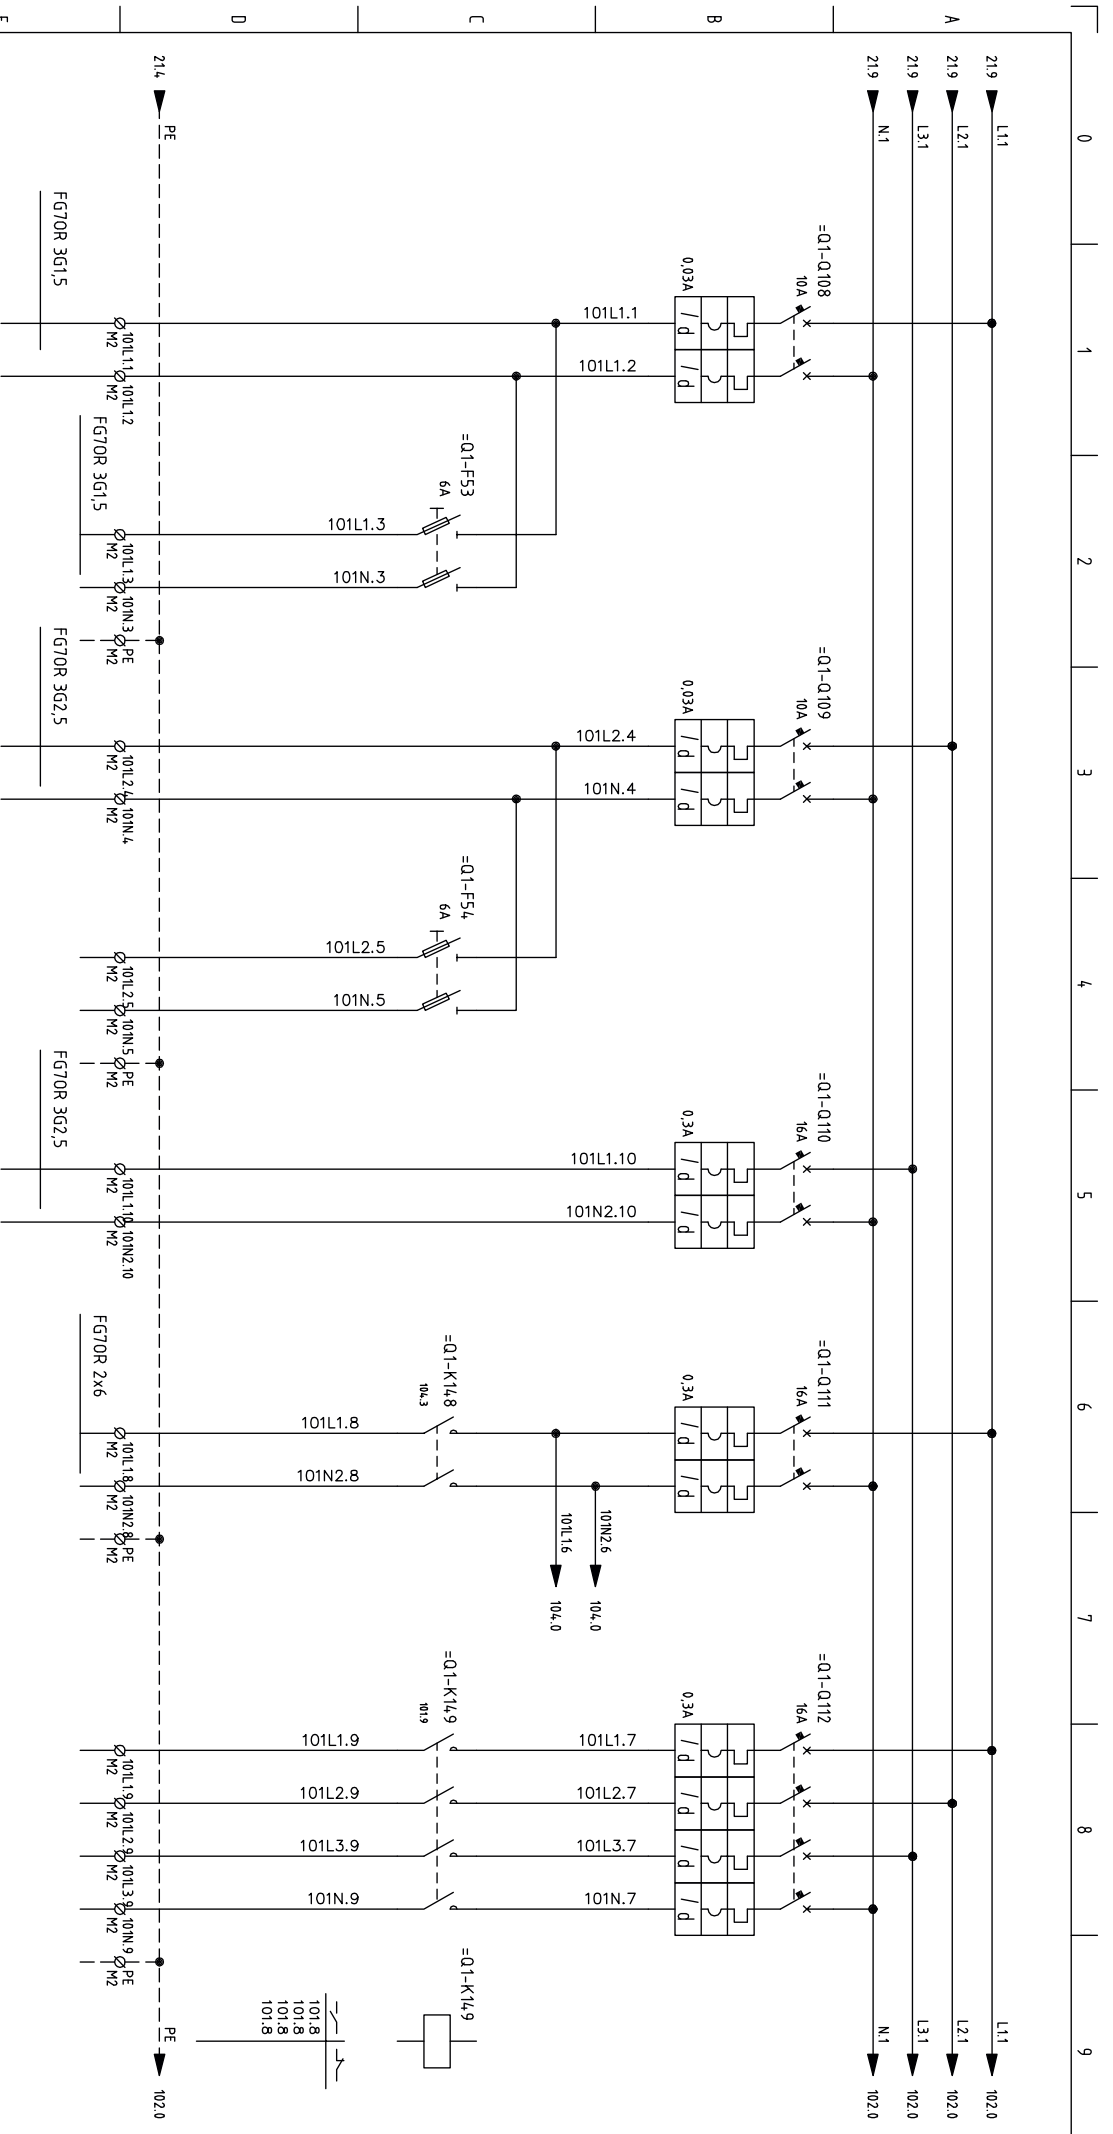 0 1 2 3 4 5 6 7 8 9
A
B
C
D
21.9 L1.1 L1.1 102.0
21.9 L2.1 L2.1 102.0
21.9 L3.1 L3.1 102.0
21.9 N.1 N.1 102.0
=Q1-Q108
10A
0,03A
/d /d
=Q1-Q109
10A
0,03A
/d /d
=Q1-Q110
16A
0,3A
/d /d
=Q1-Q111
16A
0,3A
/d /d
=Q1-Q112
16A
0,3A
/d /d /d /d
101L1.1
101L1.2
101L2.4
101N.4
101L1.10
101N2.10
101N2.6 104.0
101L1.6 104.0
101L1.7
101L2.7
101L3.7
101N.7
=Q1-F53
6A
=Q1-F54
6A
=Q1-K148
104.3
=Q1-K149
101.9
=Q1-K149
101L1.3
101N.3
101L2.5
101N.5
101L1.8
101N2.8
101L1.9
101L2.9
101L3.9
101N.9
101.8
101.8
101.8
101.8
21.4 PE PE 102.0
101L1.1 101L1.2
M2 M2
101L1.3 101N.3 PE
M2 M2 M2
101L2.4 101N.4
M2 M2
101L2.5 101N.5 PE
M2 M2 M2
101L1.10 101N2.10
M2 M2
101L1.8 101N2.8 PE
M2 M2 M2
101L1.9 101L2.9 101L3.9 101N.9 PE
M2 M2 M2 M2 M2
FG7OR 3G1,5
FG7OR 3G1,5
FG7OR 3G2,5
FG7OR 3G2,5
FG7OR 2x6